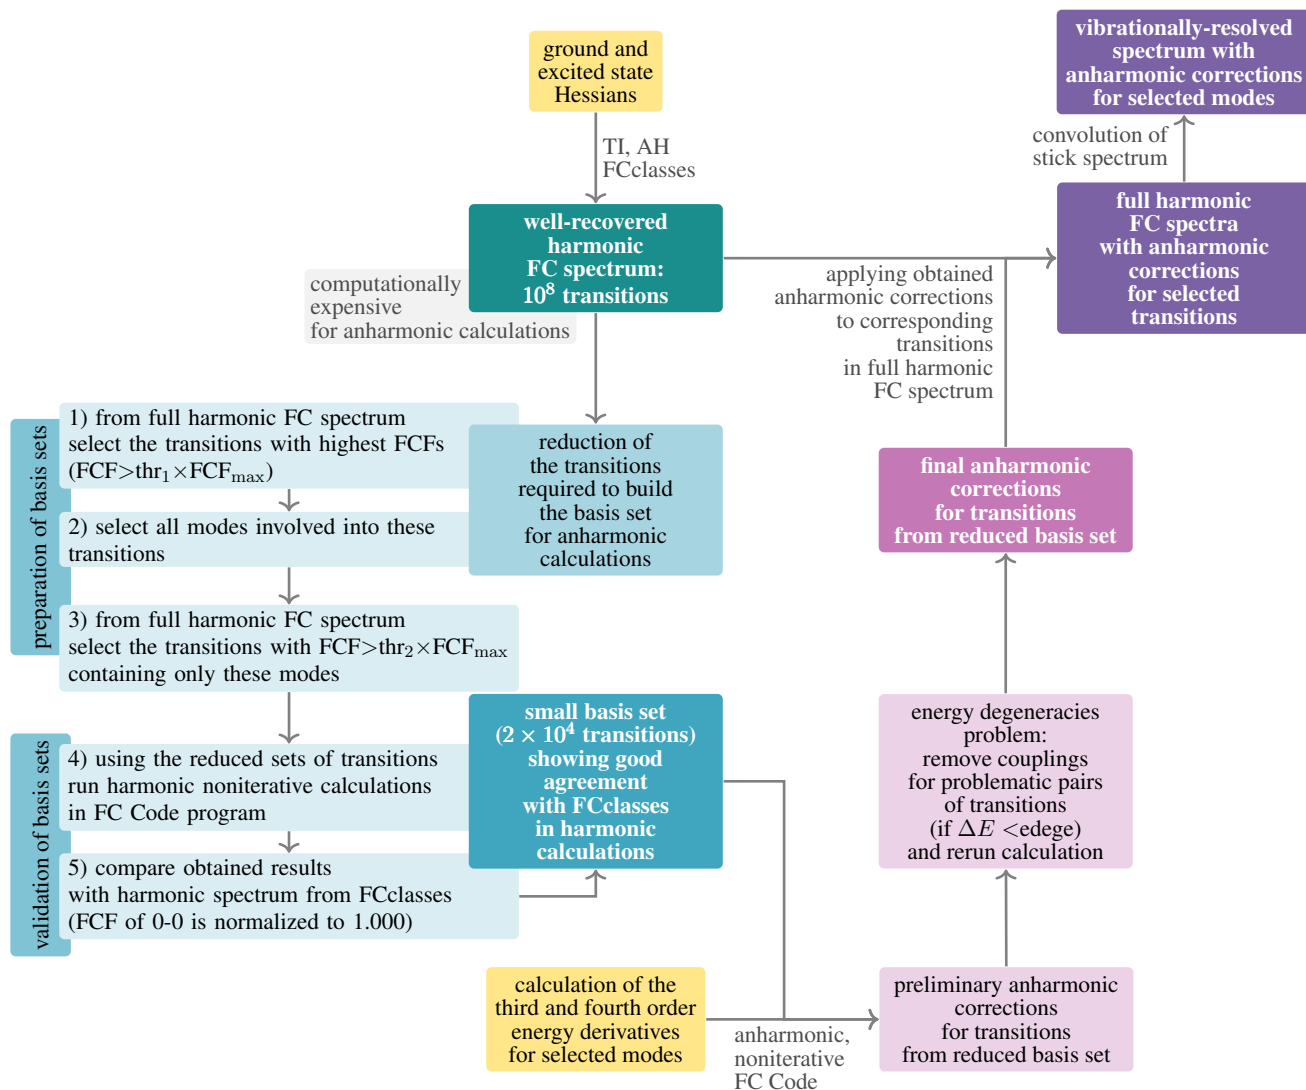 ground and
excited state
Hessians
TI, AH
FCclasses
vibrationally-resolved
spectrum with
anharmonic corrections
for selected modes
convolution of
stick spectrum
full harmonic
FC spectra
with anharmonic
corrections
for selected
transitions
well-recovered
harmonic
FC spectrum:
10⁸ transitions
computationally
expensive
for anharmonic calculations
applying obtained
anharmonic corrections
to corresponding
transitions
in full harmonic
FC spectrum
preparation of basis sets
1) from full harmonic FC spectrum
select the transitions with highest FCFs
(FCF>thr₁×FCFₘₐₓ)
2) select all modes involved into these
transitions
3) from full harmonic FC spectrum
select the transitions with FCF>thr₂×FCFₘₐₓ
containing only these modes
reduction of
the transitions
required to build
the basis set
for anharmonic
calculations
final anharmonic
corrections
for transitions
from reduced basis set
validation of basis sets
4) using the reduced sets of transitions
run harmonic noniterative calculations
in FC Code program
5) compare obtained results
with harmonic spectrum from FCclasses
(FCF of 0-0 is normalized to 1.000)
small basis set
(2 × 10⁴ transitions)
showing good
agreement
with FCclasses
in harmonic
calculations
energy degeneracies
problem:
remove couplings
for problematic pairs
of transitions
(if ΔE <edege)
and rerun calculation
calculation of the
third and fourth order
energy derivatives
for selected modes
anharmonic,
noniterative
FC Code
preliminary anharmonic
corrections
for transitions
from reduced basis set